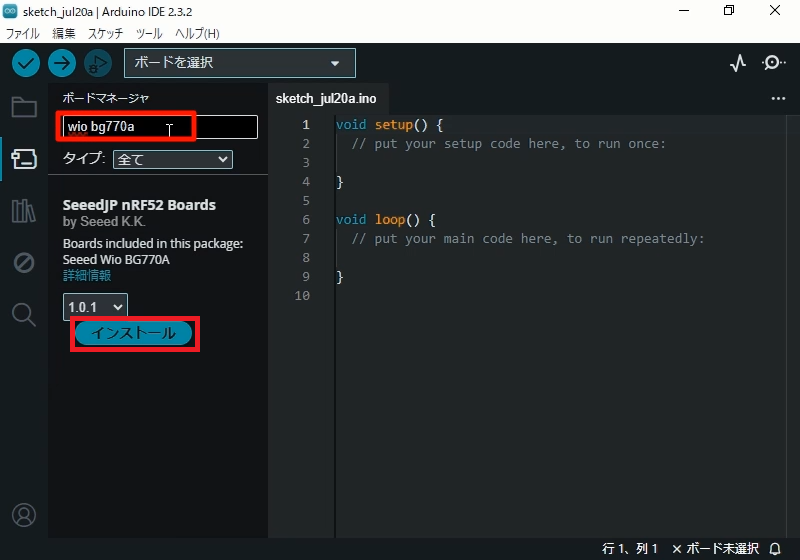 sketch_jul20a | Arduino IDE 2.3.2
ファイル 編集 スケッチ ツール ヘルプ(H)
ボードを選択
ボードマネージャ
wio bg770a
タイプ: 全て
SeeedJP nRF52 Boards
by Seeed K.K.
Boards included in this package:
Seeed Wio BG770A
詳細情報
1.0.1
インストール
sketch_jul20a.ino
1 void setup() {
2 // put your setup code here, to run once:
3
4 }
5
6 void loop() {
7 // put your main code here, to run repeatedly:
8
9 }
10
行 1、列 1 × ボード未選択